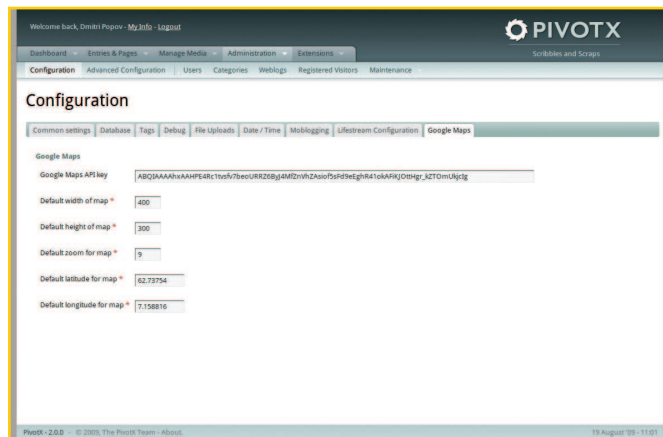 Welcome back, Dmitri Popov - My Info - Logout
PIVOTX
Dashboard Entries & Pages Manage Media Administration Extensions
Scribbles and Scraps
Configuration Advanced Configuration Users Categories Weblogs Registered Visitors Maintenance
Configuration
Common settings Database Tags Debug File Uploads Date / Time Moblogging Lifestream Configuration Google Maps
Google Maps
Google Maps API key
Default width of map * 400
Default height of map * 300
Default zoom for map * 9
Default latitude for map * 62.73754
Default longitude for map * 7.158816
PivotX - 2.0.0 - © 2009, The PivotX Team - About. 19 August '09 - 11:01